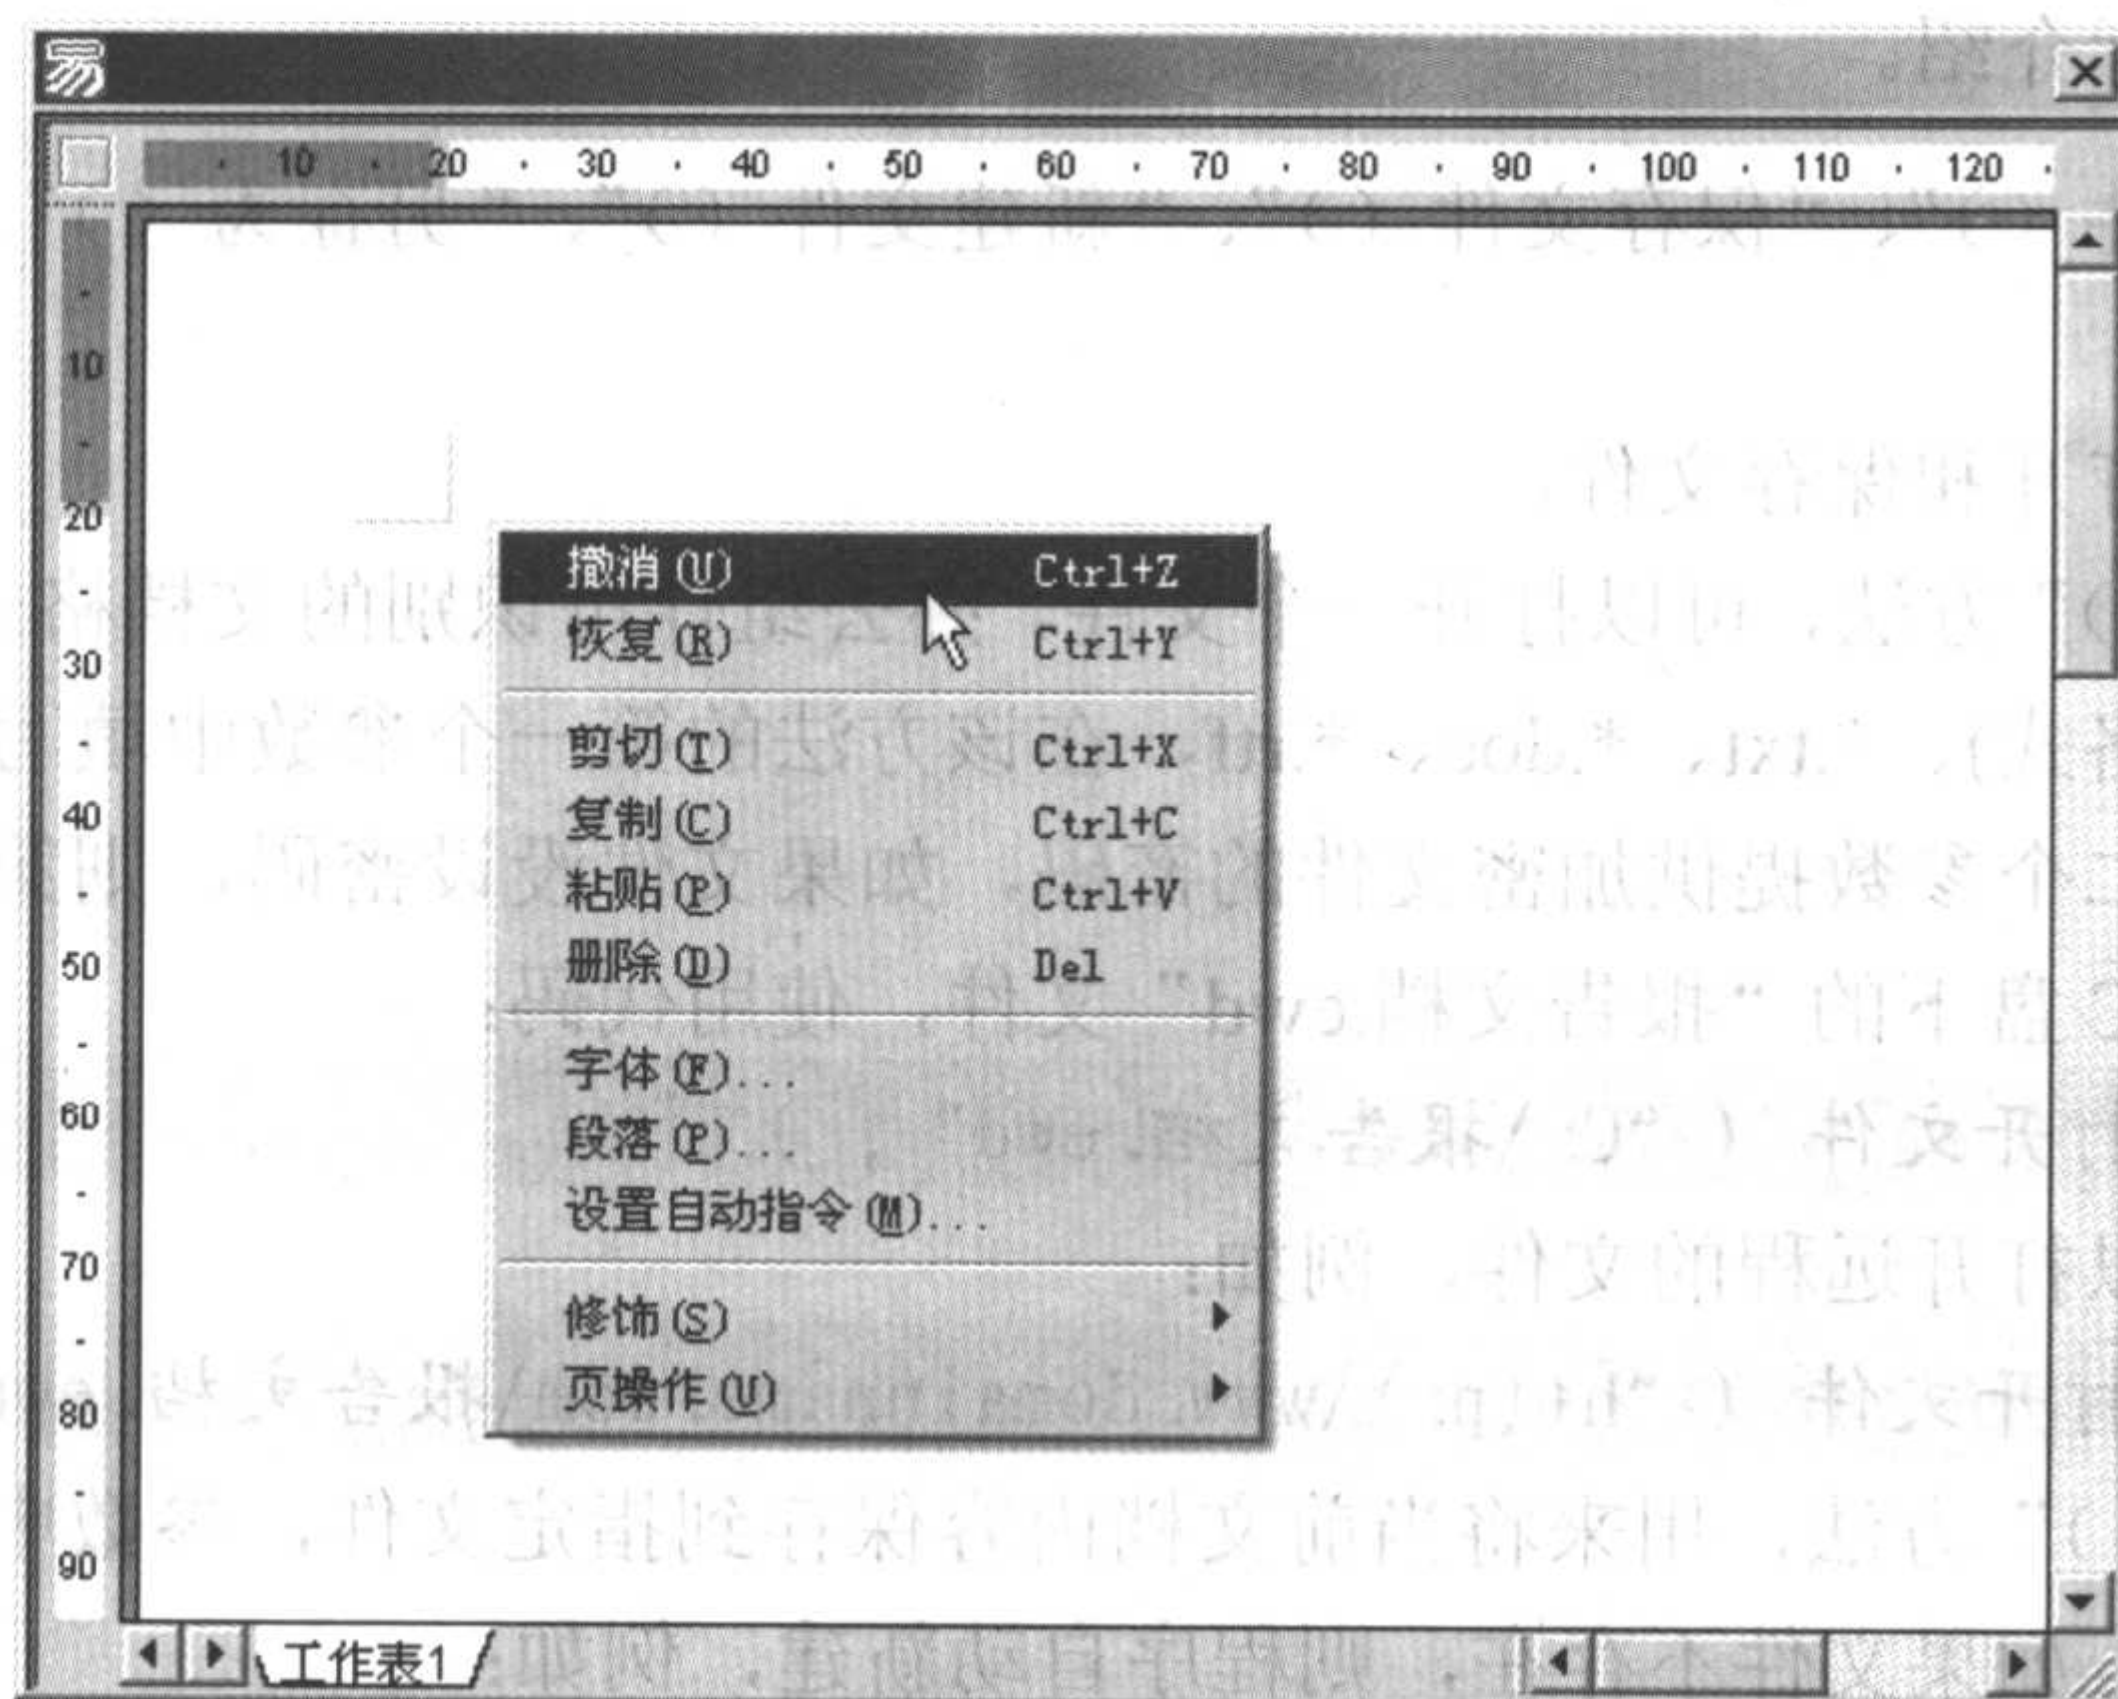 易
10 20 30 40 50 60 70 80 90 100 110 120
10
20
30
40
50
60
70
80
90
撤消(U) Ctrl+Z
恢复(R) Ctrl+Y
剪切(T) Ctrl+X
复制(C) Ctrl+C
粘贴(P) Ctrl+V
删除(D) Del
字体(F)...
段落(P)...
设置自动指令(M)...
修饰(S)
页操作(U)
工作表1